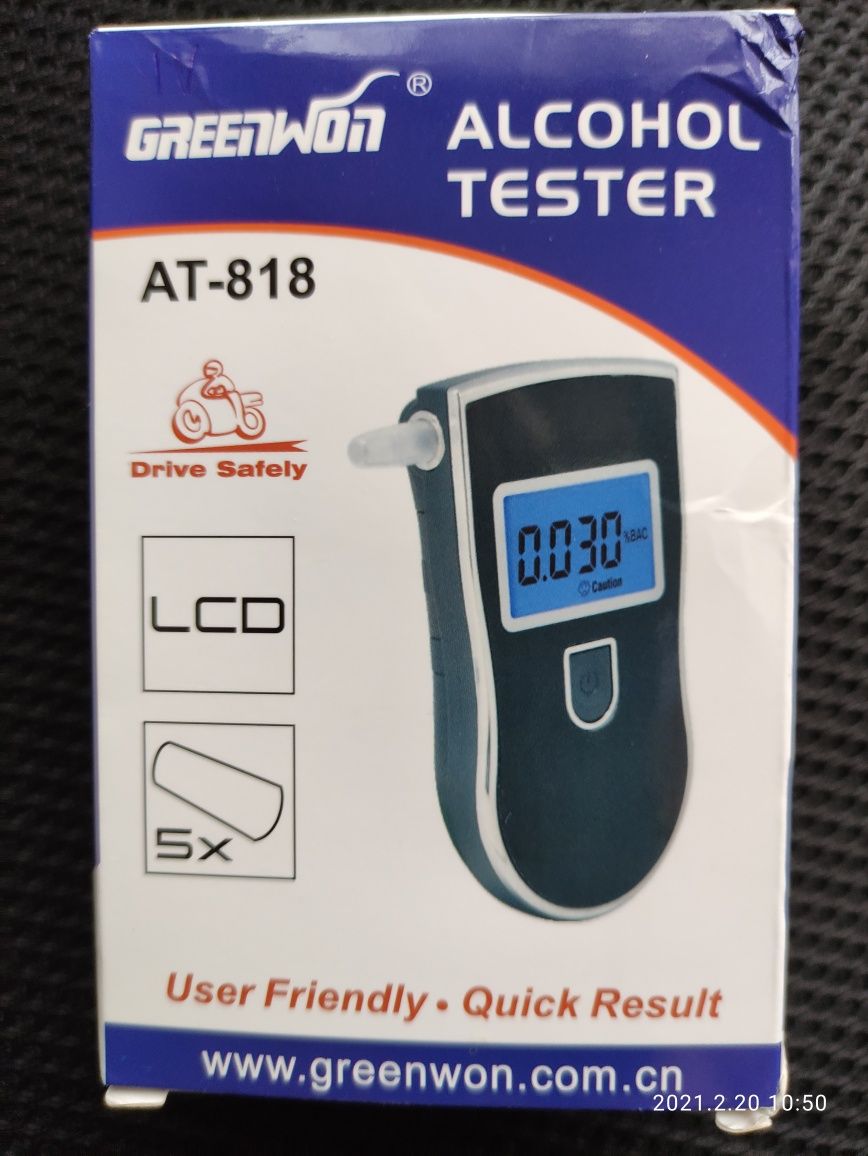 GREENWON®
ALCOHOL
TESTER
AT-818
Drive Safely
LCD
5x
0.030 %BAC
Caution
User Friendly • Quick Result
www.greenwon.com.cn
2021.2.20 10:50